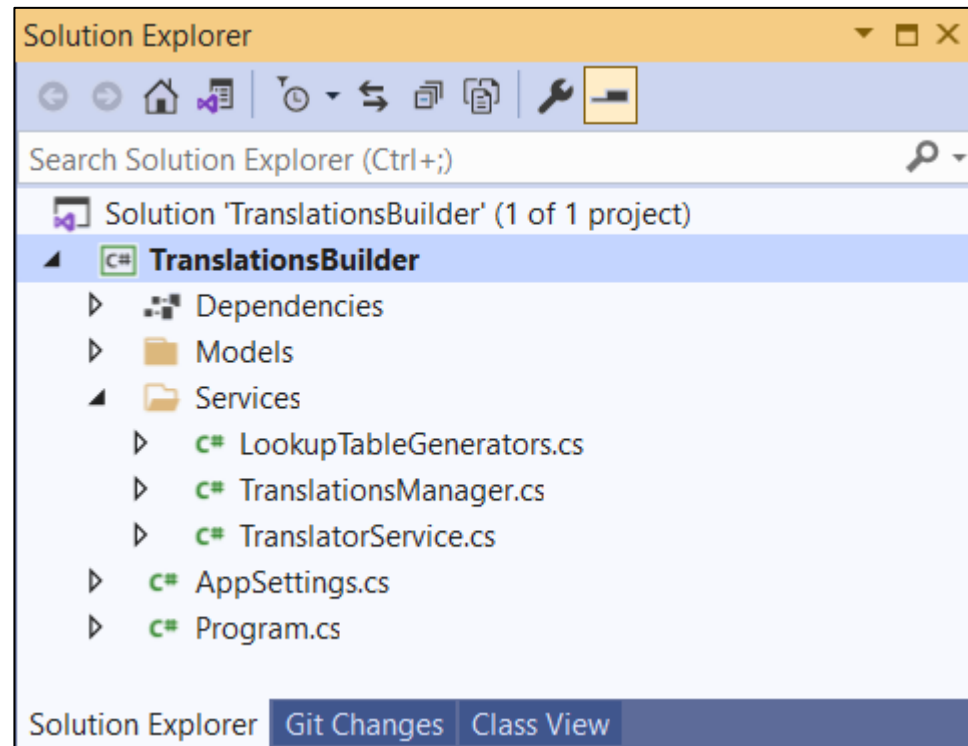 Solution Explorer
Search Solution Explorer (Ctrl+;)
Solution 'TranslationsBuilder' (1 of 1 project)
C# TranslationsBuilder
Dependencies
Models
Services
C# LookupTableGenerators.cs
C# TranslationsManager.cs
C# TranslatorService.cs
C# AppSettings.cs
C# Program.cs
Solution Explorer Git Changes Class View